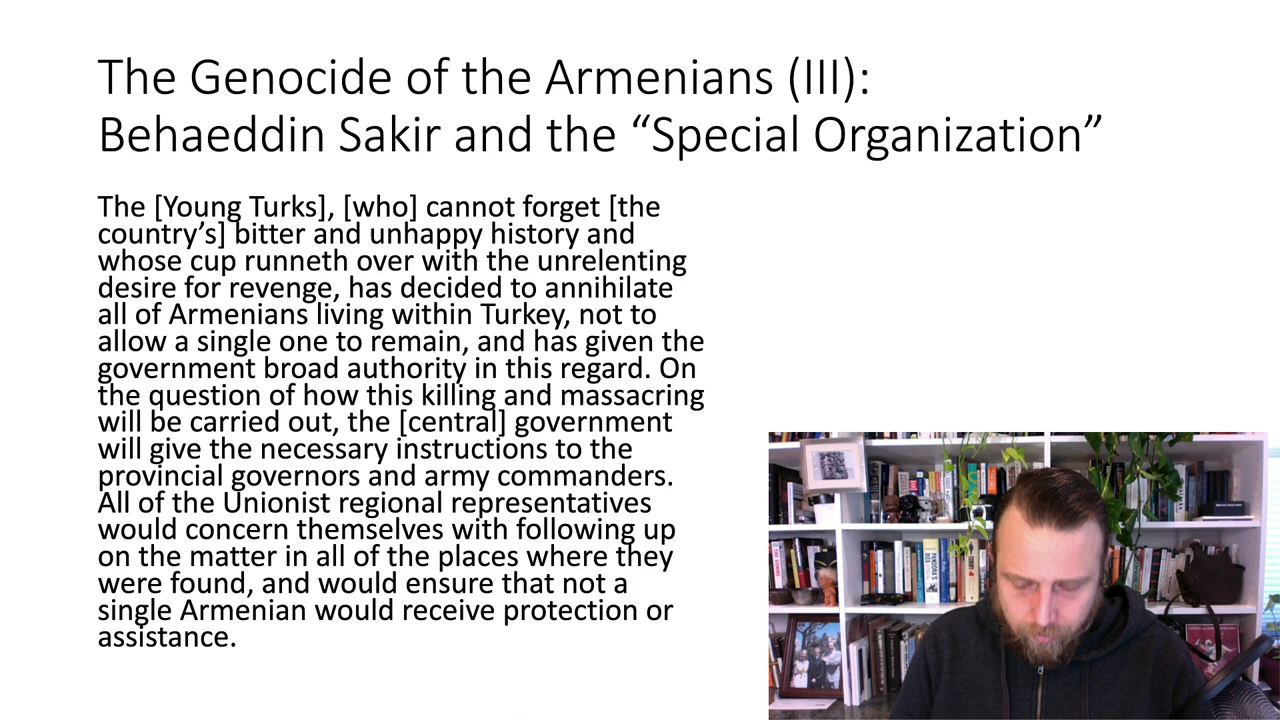 The Genocide of the Armenians (III):
Behaeddin Sakir and the “Special Organization”
The [Young Turks], [who] cannot forget [the
country’s] bitter and unhappy history and
whose cup runneth over with the unrelenting
desire for revenge, has decided to annihilate
all of Armenians living within Turkey, not to
allow a single one to remain, and has given the
government broad authority in this regard. On
the question of how this killing and massacring
will be carried out, the [central] government
will give the necessary instructions to the
provincial governors and army commanders.
All of the Unionist regional representatives
would concern themselves with following up
on the matter in all of the places where they
were found, and would ensure that not a
single Armenian would receive protection or
assistance.